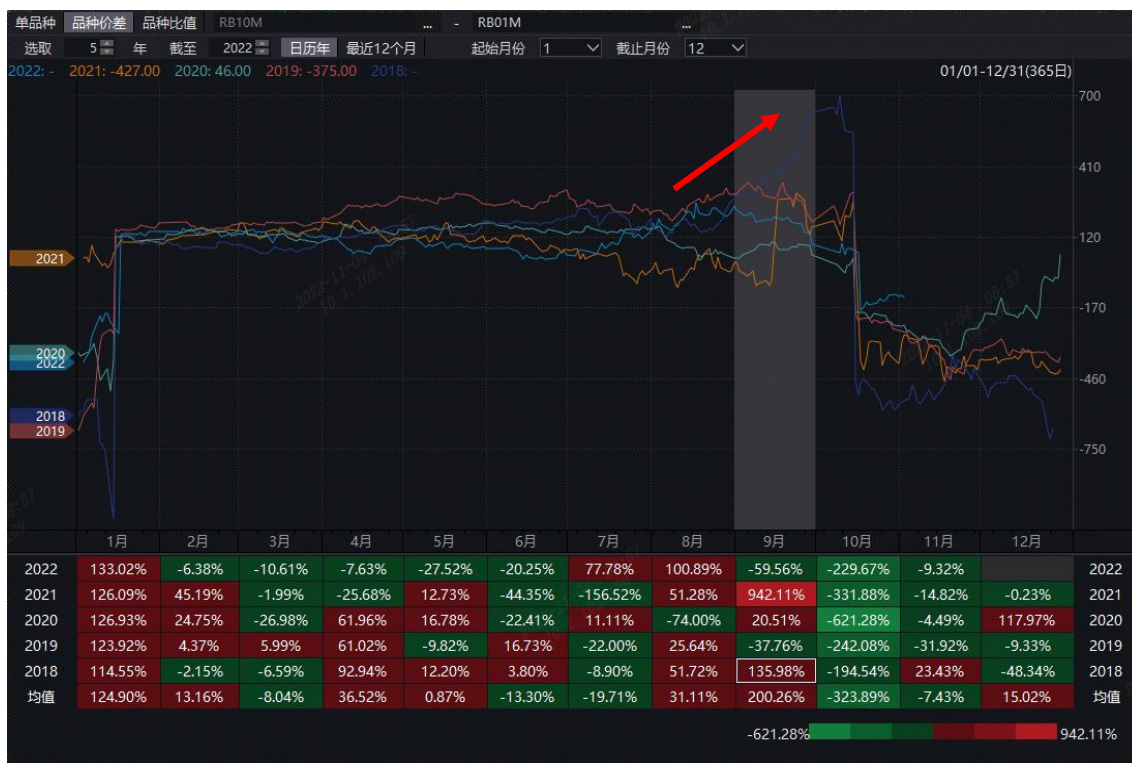 单品种 品种价差 品种比值 RB10M ... - RB01M ...
选取 5 年 截至 2022 日历年 最近12个月 起始月份 1 截止月份 12
2022: - 2021: -427.00 2020: 46.00 2019: -375.00 2018: - 01/01-12/31(365日)
700
410
120
-170
-460
-750
2021
2020
2022
2018
2019
1月 2月 3月 4月 5月 6月 7月 8月 9月 10月 11月 12月
2022 133.02% -6.38% -10.61% -7.63% -27.52% -20.25% 77.78% 100.89% -59.56% -229.67% -9.32% 2022
2021 126.09% 45.19% -1.99% -25.68% 12.73% -44.35% -156.52% 51.28% 942.11% -331.88% -14.82% -0.23% 2021
2020 126.93% 24.75% -26.98% 61.96% 16.78% -22.41% 11.11% -74.00% 20.51% -621.28% -4.49% 117.97% 2020
2019 123.92% 4.37% 5.99% 61.02% -9.82% 16.73% -22.00% 25.64% -37.76% -242.08% -31.92% -9.33% 2019
2018 114.55% -2.15% -6.59% 92.94% 12.20% 3.80% -8.90% 51.72% 135.98% -194.54% 23.43% -48.34% 2018
均值 124.90% 13.16% -8.04% 36.52% 0.87% -13.30% -19.71% 31.11% 200.26% -323.89% -7.43% 15.02% 均值
-621.28% 942.11%